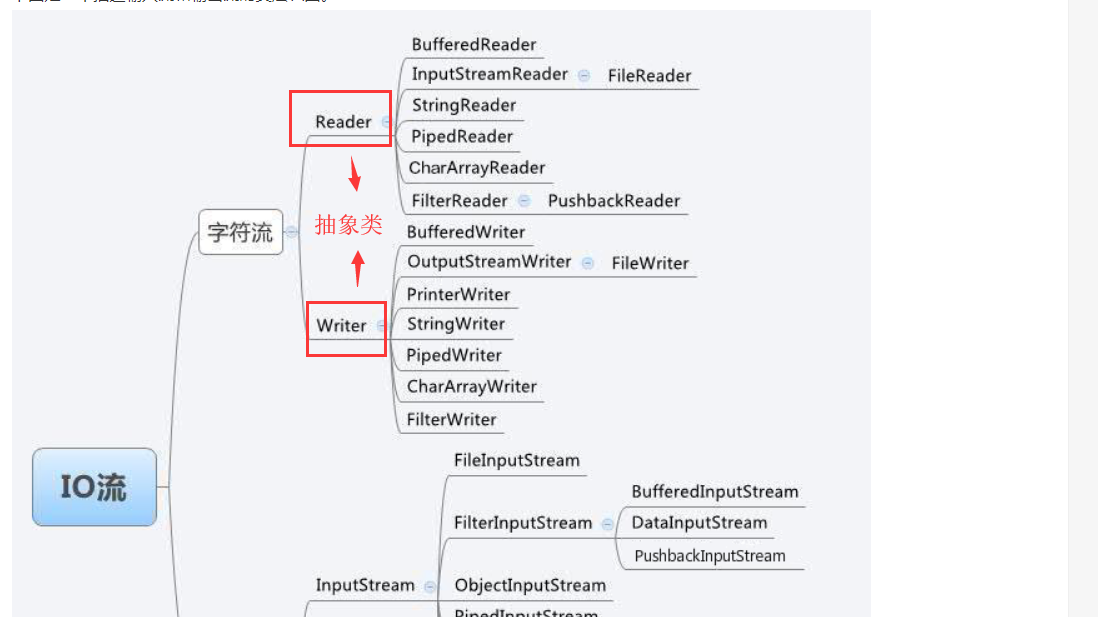 BufferedReader
InputStreamReader
FileReader
Reader
StringReader
PipedReader
CharArrayReader
FilterReader
PushbackReader
抽象类
字符流
BufferedWriter
OutputStreamWriter
FileWriter
PrinterWriter
Writer
StringWriter
PipedWriter
CharArrayWriter
FilterWriter
IO流
FileInputStream
FilterInputStream
BufferedInputStream
DataInputStream
PushbackInputStream
InputStream
ObjectInputStream
PipedInputStream